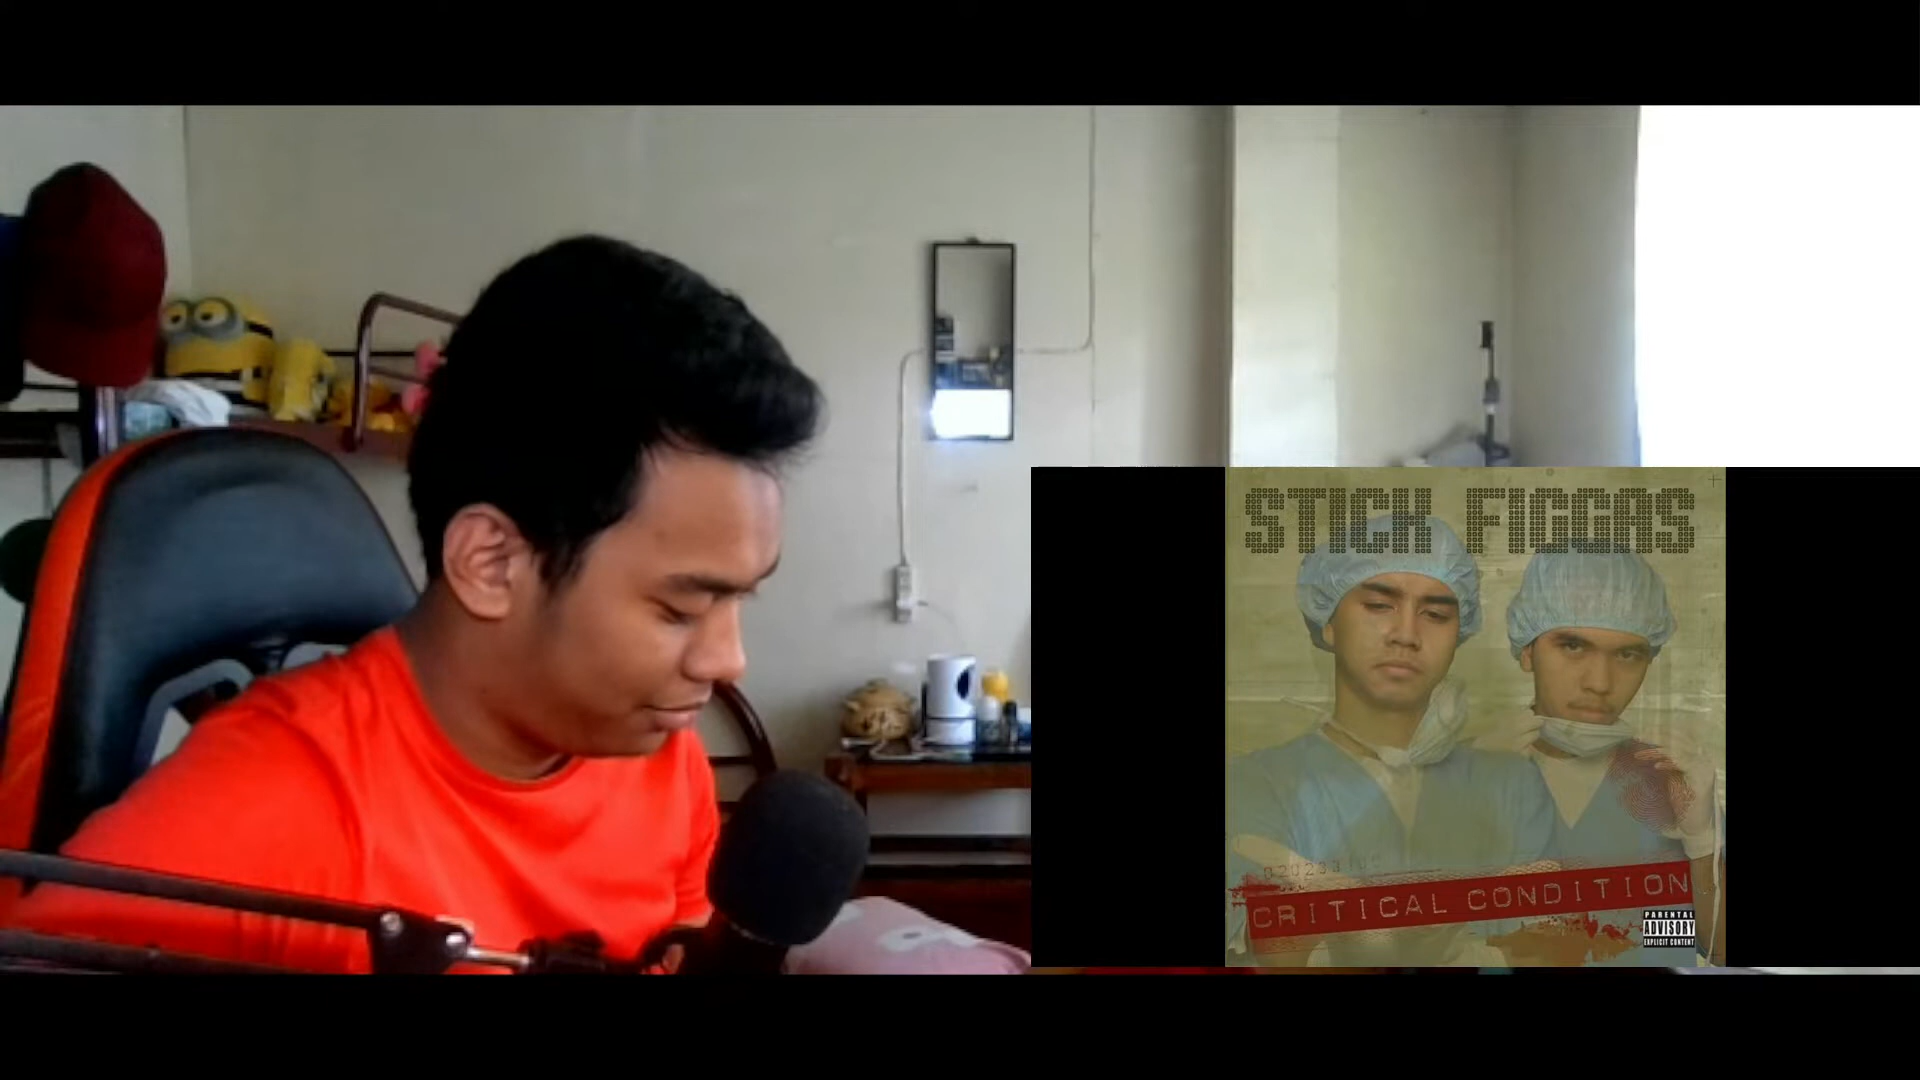 STICK FIGGAS
CRITICAL CONDITION
PARENTAL
ADVISORY
EXPLICIT CONTENT